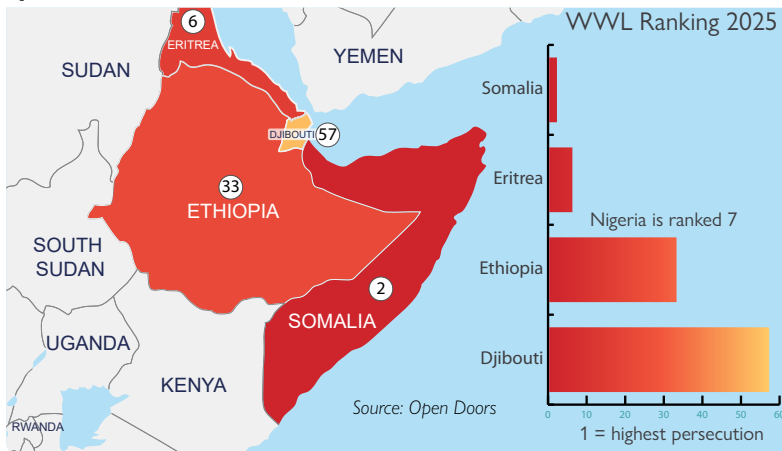 WWL Ranking 2025
6
ERITREA
YEMEN
SUDAN
Somalia
DJIBOUTI
57
Eritrea
33
ETHIOPIA
Nigeria is ranked 7
SOUTH
SUDAN
Ethiopia
2
SOMALIA
UGANDA
Djibouti
KENYA
Source: Open Doors
RWANDA
0 10 20 30 40 50 60
1 = highest persecution